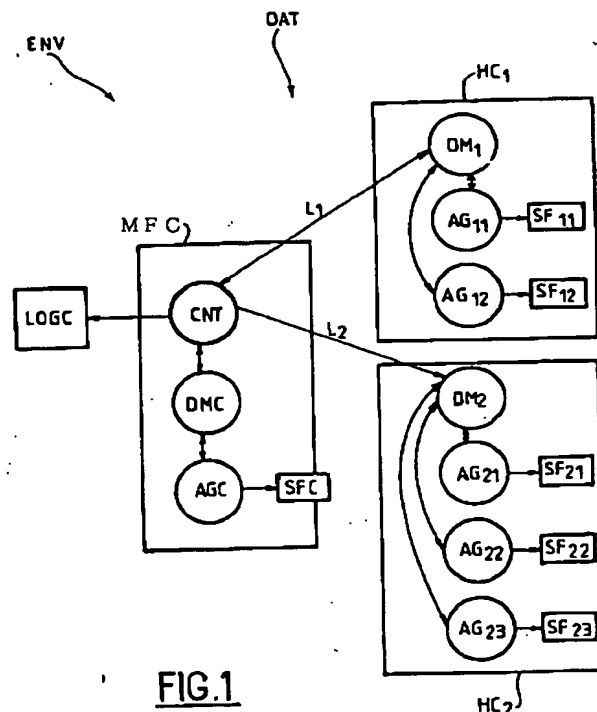 ENV
DAT
HC1
DM1
L1
AG11
SF11
MFC
AG12
SF12
LOGC
CNT
L2
DMC
DM2
AG21
SF21
AGC
SFC
AG22
SF22
AG23
SF23
FIG.1
HC2